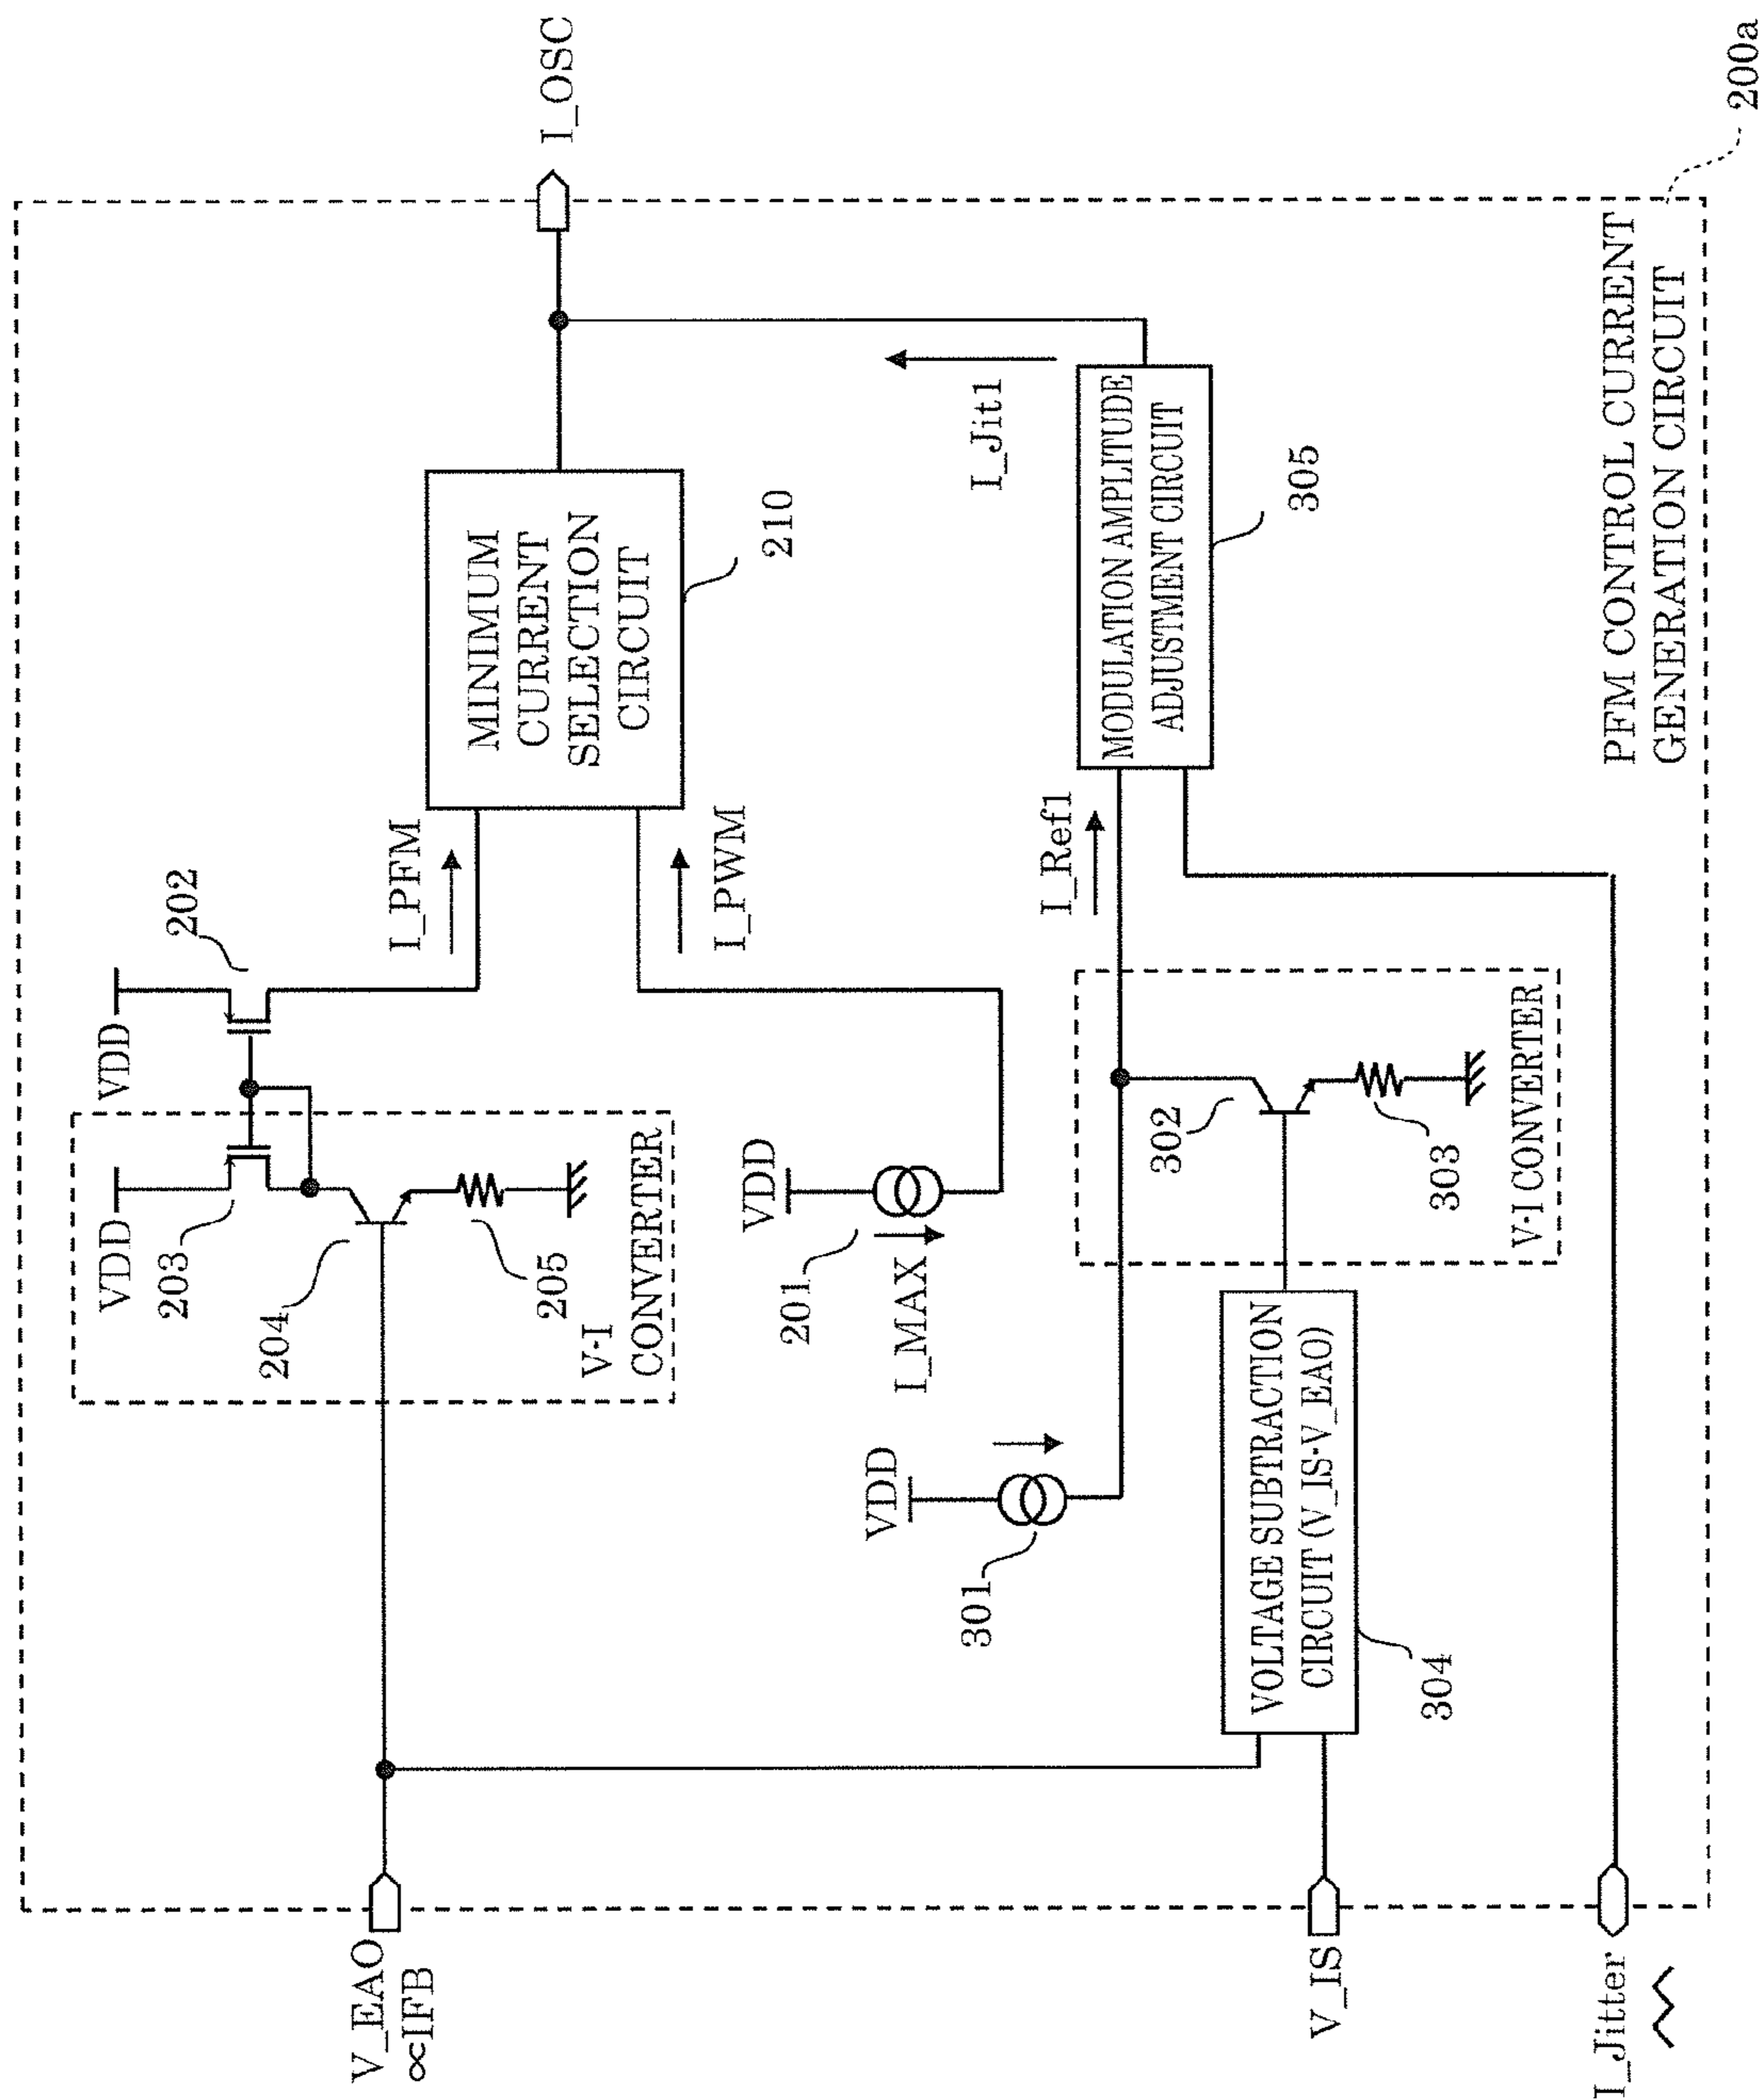 V_EAO
∝IFB
VDD
203
204
205
V-I
CONVERTER
VDD
202
I_PFM
I_PWM
MINIMUM
CURRENT
SELECTION
CIRCUIT
210
I_OSC
VDD
201
I_MAX
VDD
301
V_IS
VOLTAGE SUBTRACTION
CIRCUIT (V_IS-V_EAO)
304
302
303
V-I CONVERTER
I_Ref1
MODULATION AMPLITUDE
ADJUSTMENT CIRCUIT
305
I_Jit1
I_Jitter
PFM CONTROL CURRENT
GENERATION CIRCUIT
200a